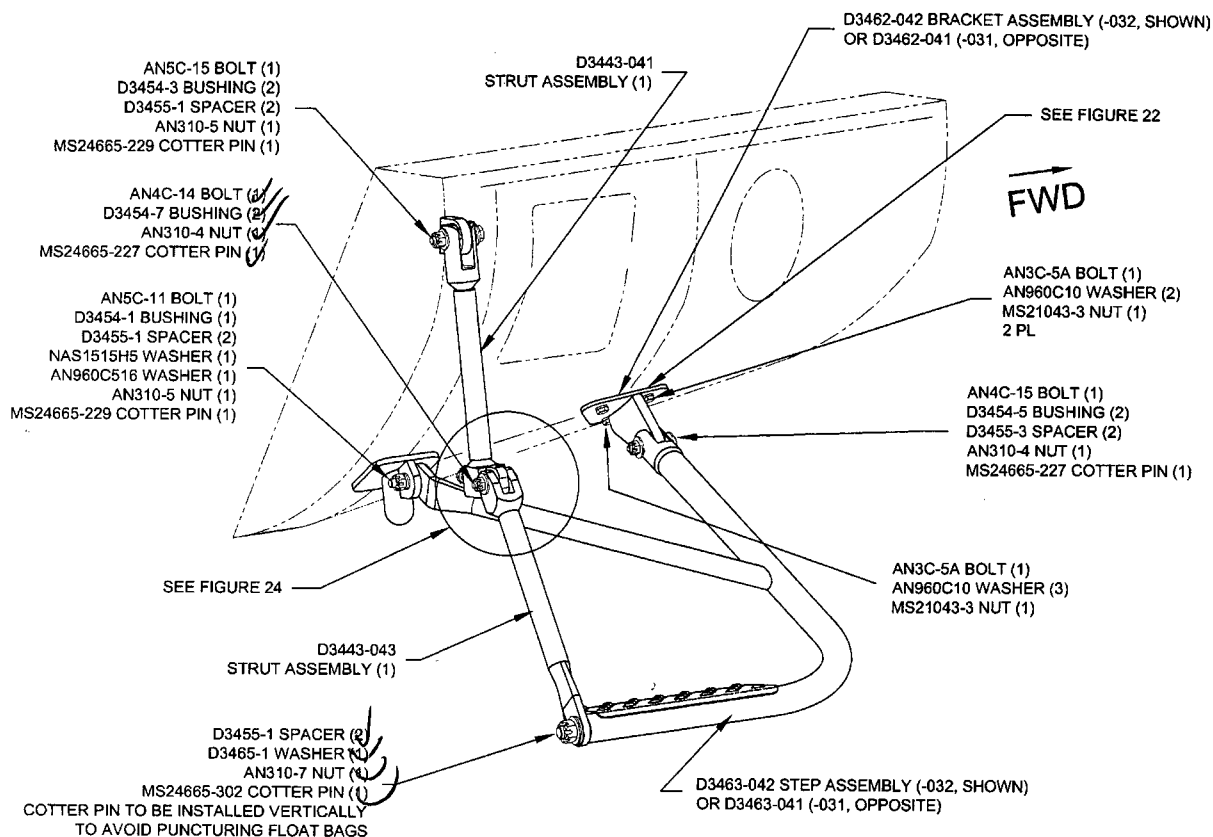 D3462-042 BRACKET ASSEMBLY (-032, SHOWN)
OR D3462-041 (-031, OPPOSITE)
D3443-041
STRUT ASSEMBLY (1)
AN5C-15 BOLT (1)
D3454-3 BUSHING (2)
D3455-1 SPACER (2)
AN310-5 NUT (1)
MS24665-229 COTTER PIN (1)
SEE FIGURE 22
FWD
AN4C-14 BOLT (1)
D3454-7 BUSHING (2)
AN310-4 NUT (1)
MS24665-227 COTTER PIN (1)
AN3C-5A BOLT (1)
AN960C10 WASHER (2)
MS21043-3 NUT (1)
2 PL
AN5C-11 BOLT (1)
D3454-1 BUSHING (1)
D3455-1 SPACER (2)
NAS1515H5 WASHER (1)
AN960C516 WASHER (1)
AN310-5 NUT (1)
MS24665-229 COTTER PIN (1)
AN4C-15 BOLT (1)
D3454-5 BUSHING (2)
D3455-3 SPACER (2)
AN310-4 NUT (1)
MS24665-227 COTTER PIN (1)
SEE FIGURE 24
AN3C-5A BOLT (1)
AN960C10 WASHER (3)
MS21043-3 NUT (1)
D3443-043
STRUT ASSEMBLY (1)
D3455-1 SPACER (2)
D3465-1 WASHER (1)
AN310-7 NUT (1)
MS24665-302 COTTER PIN (1)
COTTER PIN TO BE INSTALLED VERTICALLY
TO AVOID PUNCTURING FLOAT BAGS
D3463-042 STEP ASSEMBLY (-032, SHOWN)
OR D3463-041 (-031, OPPOSITE)